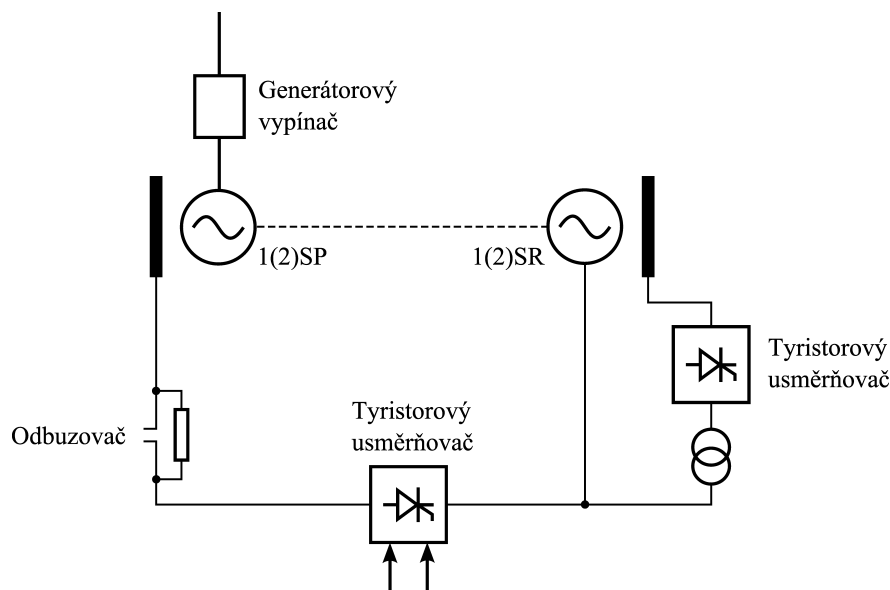 Generátorový
vypínač
1(2)SP
1(2)SR
Tyristorový
usměrňovač
Tyristorový
usměrňovač
Odbuzovač